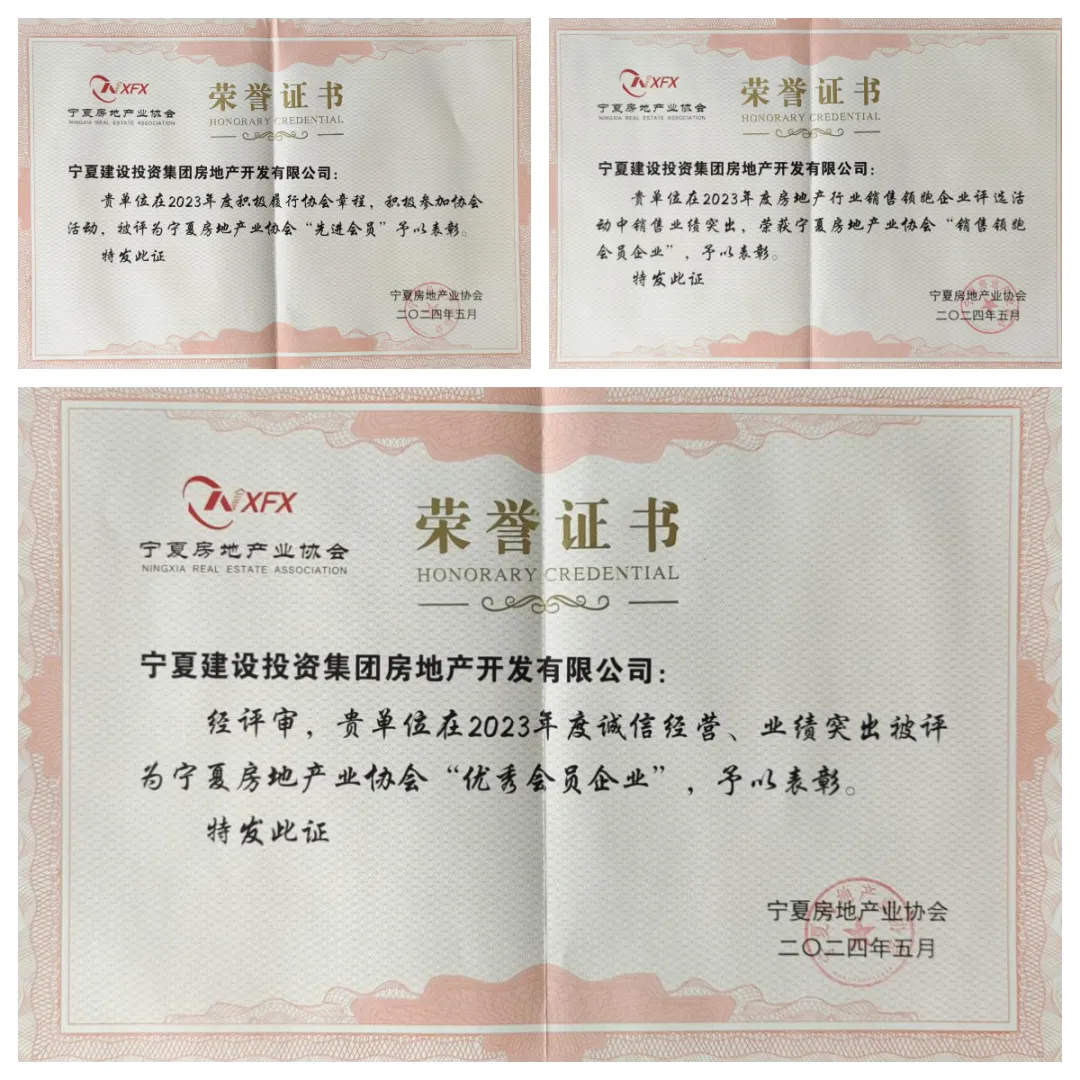 NXFX
宁夏房地产业协会
NINGXIA REAL ESTATE ASSOCIATION
荣誉证书
HONORARY CREDENTIAL
宁夏建设投资集团房地产开发有限公司：
贵单位在2023年度积极履行协会章程，积极参加协会
活动，被评为宁夏房地产业协会“先进会员”予以表彰。
特发此证
宁夏房地产业协会
二〇二四年五月
NXFX
宁夏房地产业协会
NINGXIA REAL ESTATE ASSOCIATION
荣誉证书
HONORARY CREDENTIAL
宁夏建设投资集团房地产开发有限公司：
贵单位在2023年度房地产行业销售领跑企业评选活
动中销售业绩突出，荣获宁夏房地产业协会“销售领跑
会员企业”，予以表彰。
特发此证
宁夏房地产业协会
二〇二四年五月
NXFX
宁夏房地产业协会
NINGXIA REAL ESTATE ASSOCIATION
荣誉证书
HONORARY CREDENTIAL
宁夏建设投资集团房地产开发有限公司：
经评审，贵单位在2023年度诚信经营、业绩突出被评
为宁夏房地产业协会“优秀会员企业”，予以表彰。
特发此证
宁夏房地产业协会
二〇二四年五月